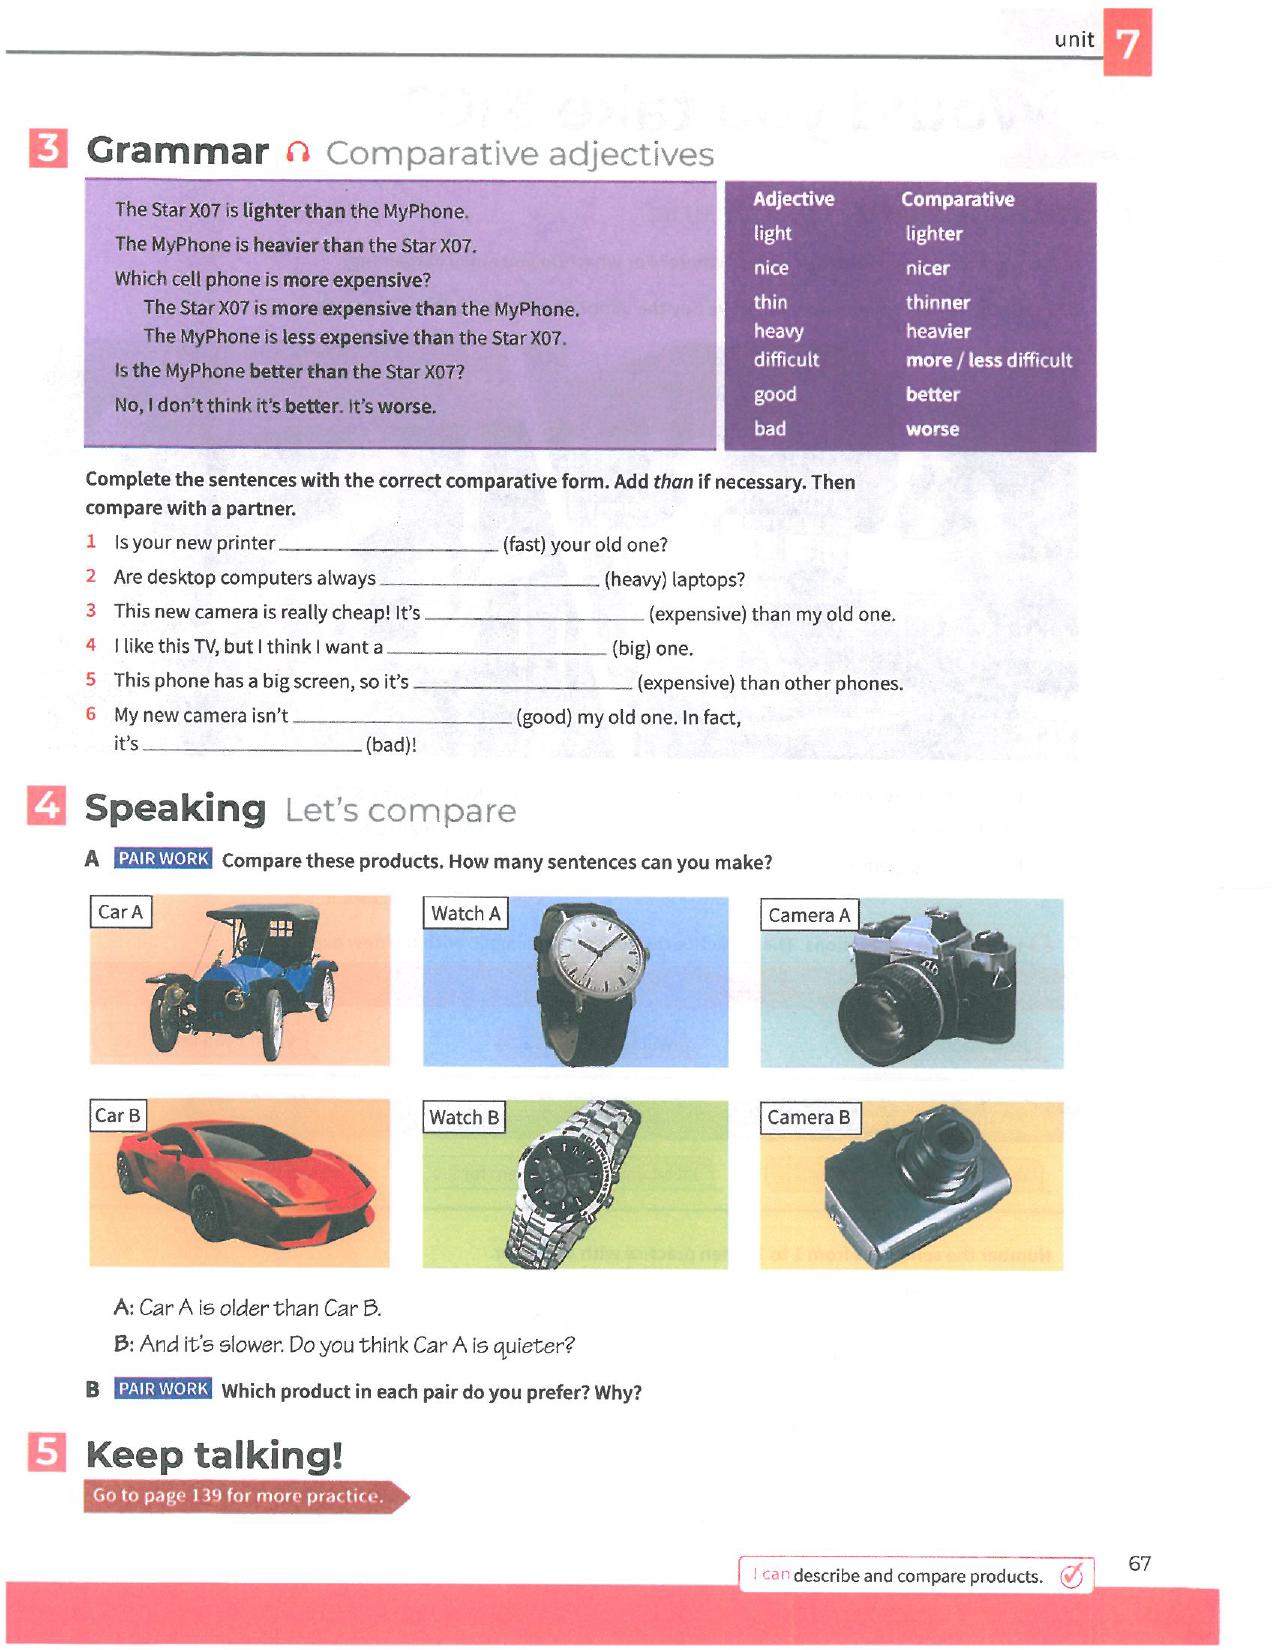 unit 7
3 Grammar Comparative adjectives
The Star X07 is lighter than the MyPhone.
The MyPhone is heavier than the Star X07.
Which cell phone is more expensive?
The Star X07 is more expensive than the MyPhone.
The MyPhone is less expensive than the Star X07.
Is the MyPhone better than the Star X07?
No, I don't think it's better. It's worse.
Adjective Comparative
light lighter
nice nicer
thin thinner
heavy heavier
difficult more / less difficult
good better
bad worse
Complete the sentences with the correct comparative form. Add than if necessary. Then
compare with a partner.
1 Is your new printer ____________________ (fast) your old one?
2 Are desktop computers always ____________________ (heavy) laptops?
3 This new camera is really cheap! It's ____________________ (expensive) than my old one.
4 I like this TV, but I think I want a ____________________ (big) one.
5 This phone has a big screen, so it's ____________________ (expensive) than other phones.
6 My new camera isn't ____________________ (good) my old one. In fact,
it's ____________________ (bad)!
4 Speaking Let's compare
A PAIR WORK Compare these products. How many sentences can you make?
Car A
Watch A
Camera A
Car B
Watch B
Camera B
A: Car A is older than Car B.
B: And it's slower. Do you think Car A is quieter?
B PAIR WORK Which product in each pair do you prefer? Why?
5 Keep talking!
Go to page 139 for more practice.
I can describe and compare products.
67